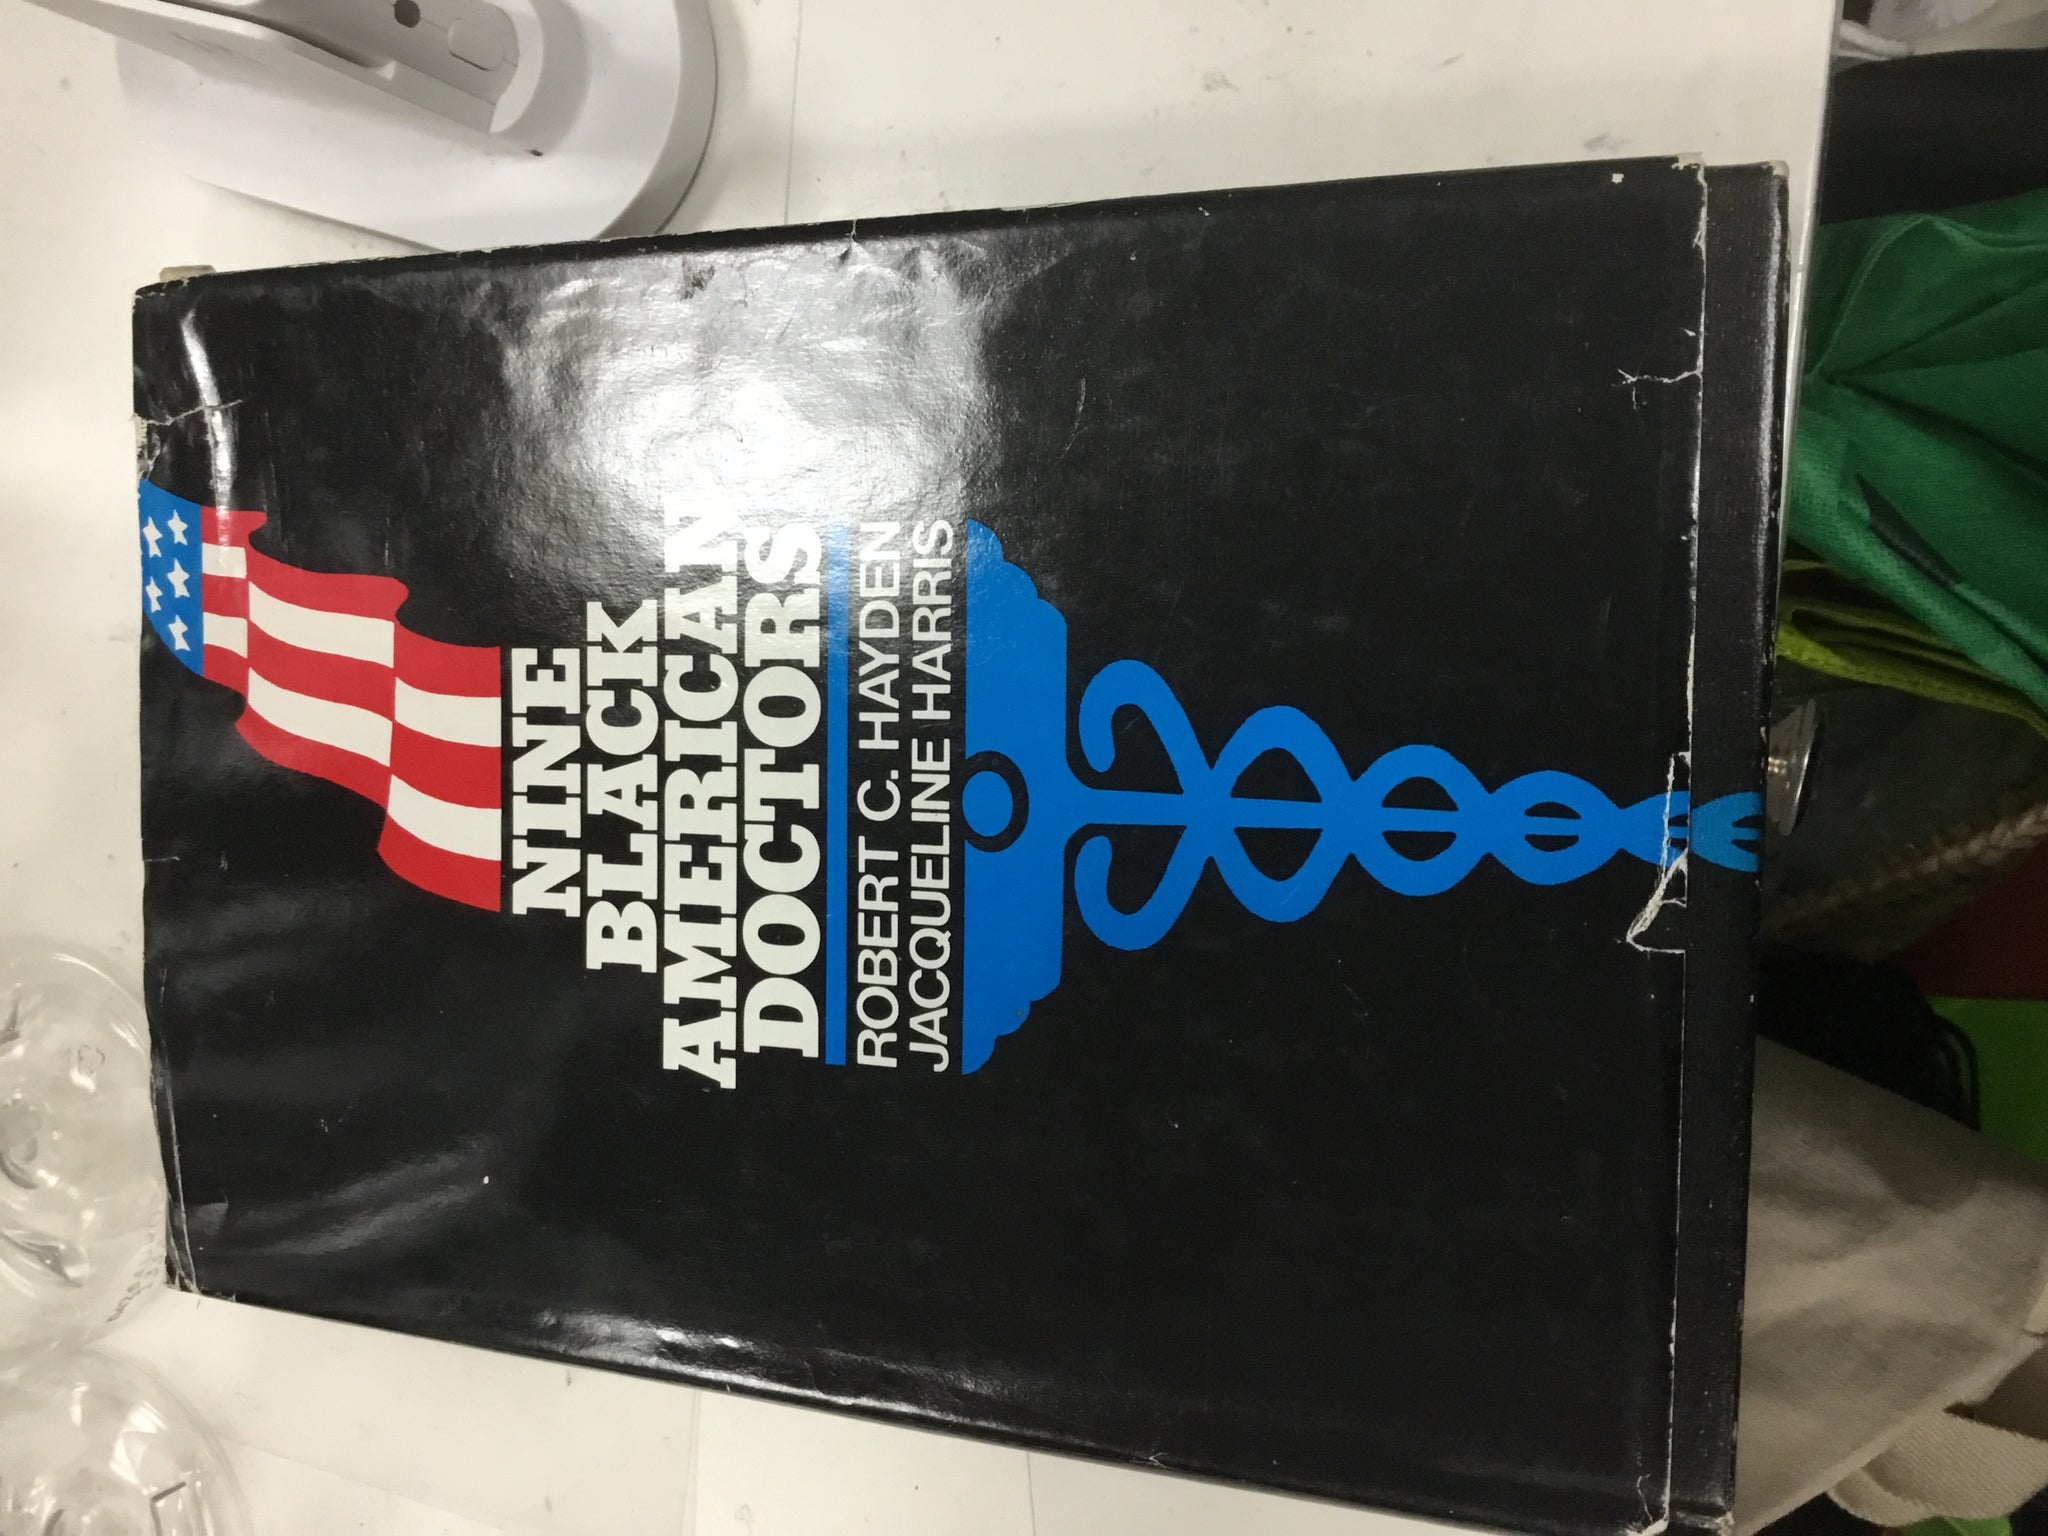 NINE
BLACK
AMERICAN
DOCTORS
ROBERT C. HAYDEN
JACQUELINE HARRIS